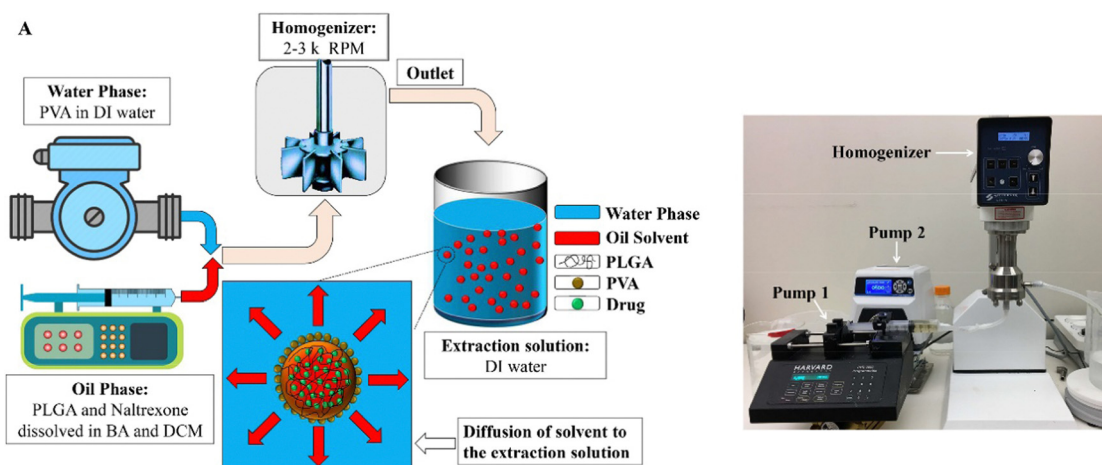 A
Homogenizer:
2-3 k RPM
Outlet
Water Phase:
PVA in DI water
Water Phase
Oil Solvent
PLGA
PVA
Drug
Extraction solution:
DI water
Oil Phase:
PLGA and Naltrexone
dissolved in BA and DCM
Diffusion of solvent to
the extraction solution
Homogenizer
Pump 2
Pump 1
HARVARD